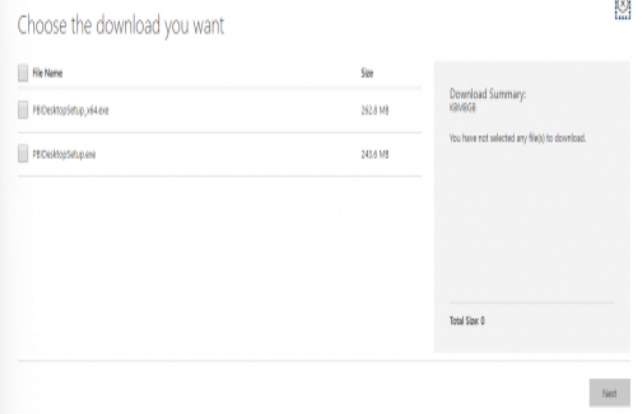 Choose the download you want
File Name Size
PBIDesktopSetup_x64.exe 262.8 MB
PBIDesktopSetup.exe 243.6 MB
Download Summary:
KBMBGB
You have not selected any file(s) to download.
Total Size: 0
Next